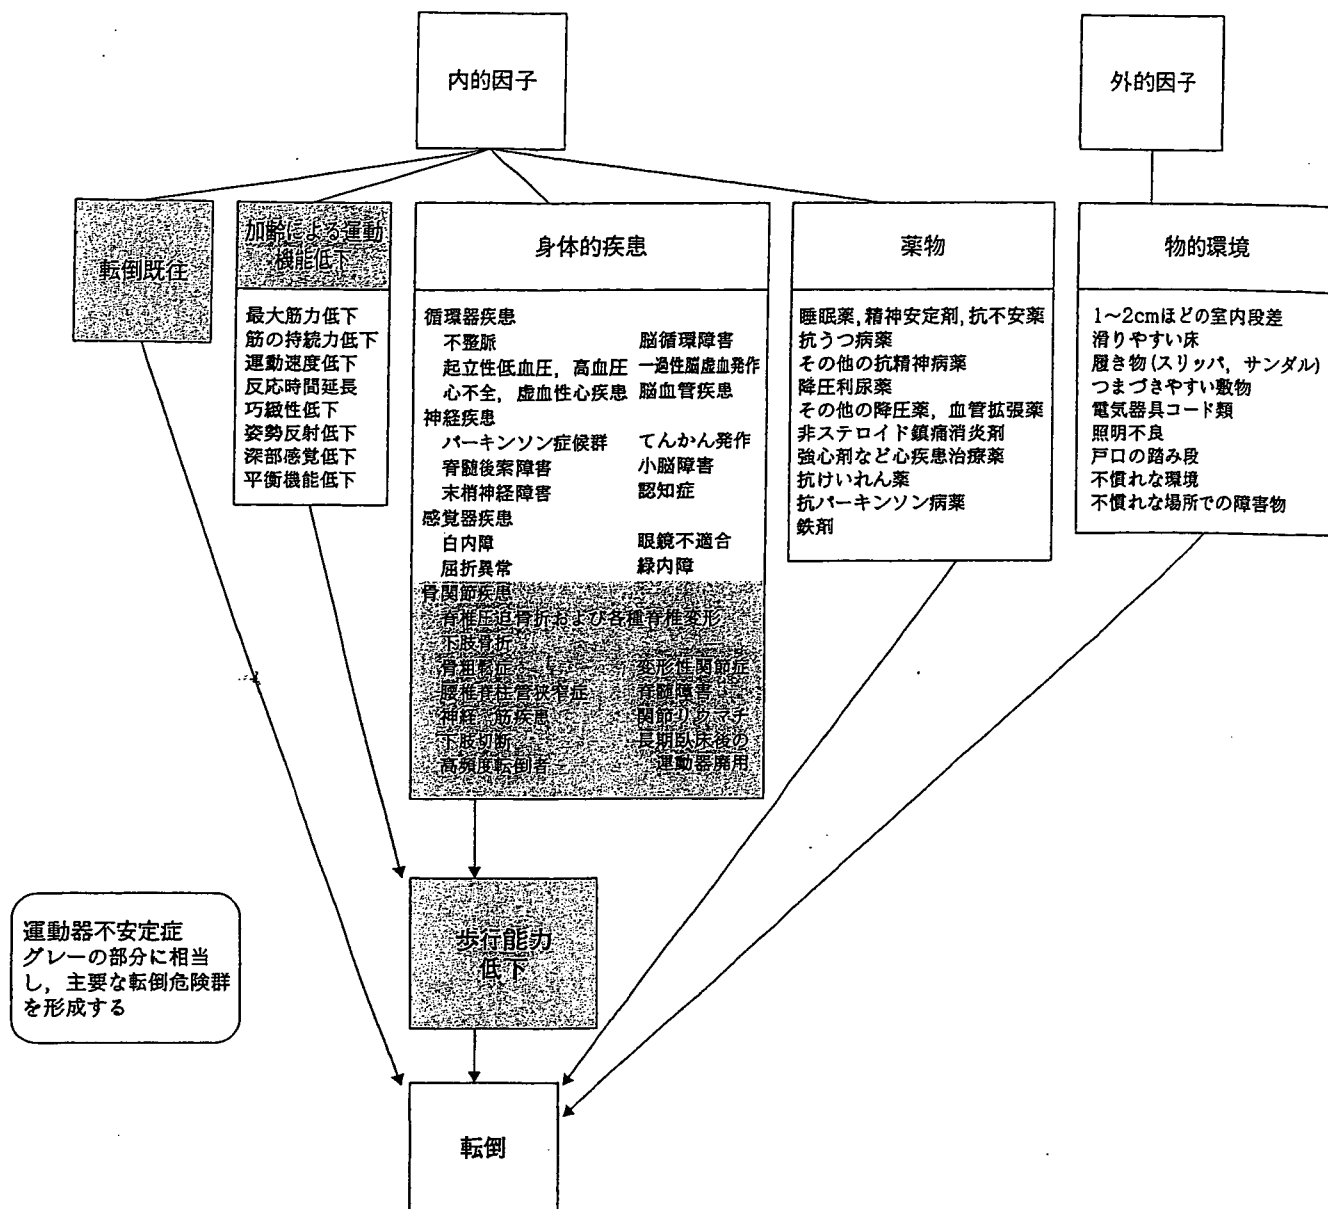 内的因子
外的因子
転倒既往
加齢による運動
機能低下
最大筋力低下
筋の持続力低下
運動速度低下
反応時間延長
巧緻性低下
姿勢反射低下
深部感覚低下
平衡機能低下
身体的疾患
循環器疾患
不整脈 脳循環障害
起立性低血圧，高血圧 一過性脳虚血発作
心不全，虚血性心疾患 脳血管疾患
神経疾患
パーキンソン症候群 てんかん発作
脊髄後索障害 小脳障害
末梢神経障害 認知症
感覚器疾患
白内障 眼鏡不適合
屈折異常 緑内障
骨関節疾患
脊椎圧迫骨折および各種脊椎変形
下肢骨折
骨粗鬆症 変形性関節症
腰椎脊柱管狭窄症 脊髄障害
神経・筋疾患 関節リウマチ
下肢切断 長期臥床後の
高頻度転倒者 運動器廃用
薬物
睡眠薬，精神安定剤，抗不安薬
抗うつ病薬
その他の抗精神病薬
降圧利尿薬
その他の降圧薬，血管拡張薬
非ステロイド鎮痛消炎剤
強心剤など心疾患治療薬
抗けいれん薬
抗パーキンソン病薬
鉄剤
物的環境
1〜2cmほどの室内段差
滑りやすい床
履き物(スリッパ，サンダル)
つまづきやすい敷物
電気器具コード類
照明不良
戸口の踏み段
不慣れな環境
不慣れな場所での障害物
歩行能力
低下
運動器不安定症
グレーの部分に相当
し，主要な転倒危険群
を形成する
転倒